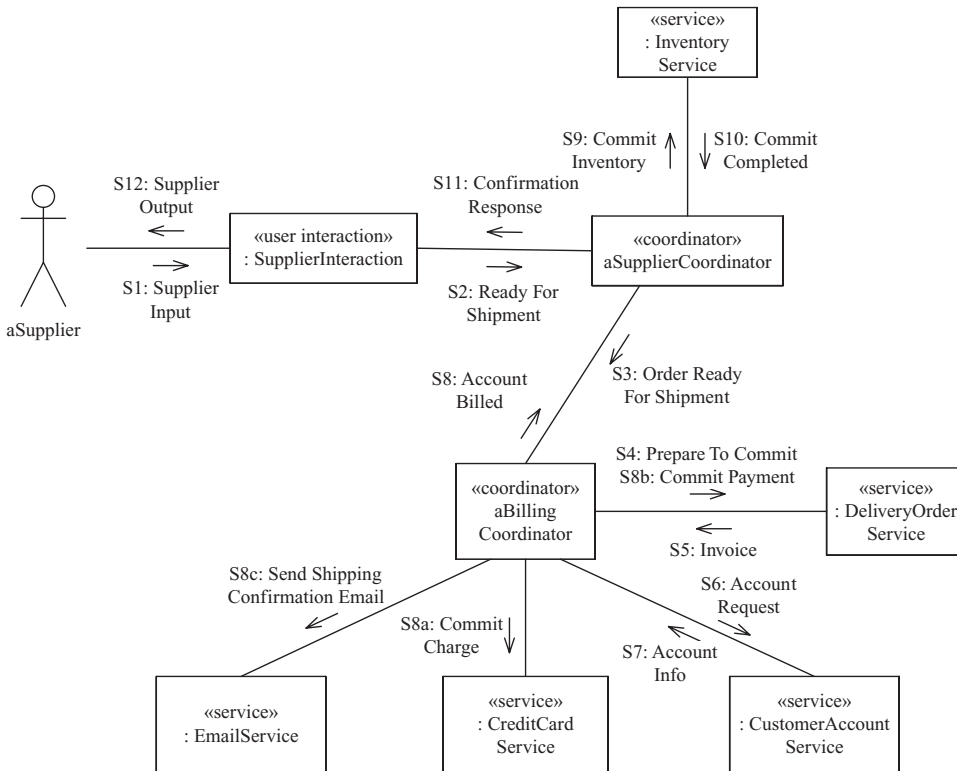 «service»
: Inventory
Service
S9: Commit
Inventory
S10: Commit
Completed
S12: Supplier
Output
S11: Confirmation
Response
«user interaction»
: SupplierInteraction
«coordinator»
aSupplierCoordinator
S1: Supplier
Input
S2: Ready For
Shipment
aSupplier
S8: Account
Billed
S3: Order Ready
For Shipment
S4: Prepare To Commit
S8b: Commit Payment
«coordinator»
aBilling
Coordinator
«service»
: DeliveryOrder
Service
S5: Invoice
S8c: Send Shipping
Confirmation Email
S6: Account
Request
S8a: Commit
Charge
S7: Account
Info
«service»
: EmailService
«service»
: CreditCard
Service
«service»
: CustomerAccount
Service